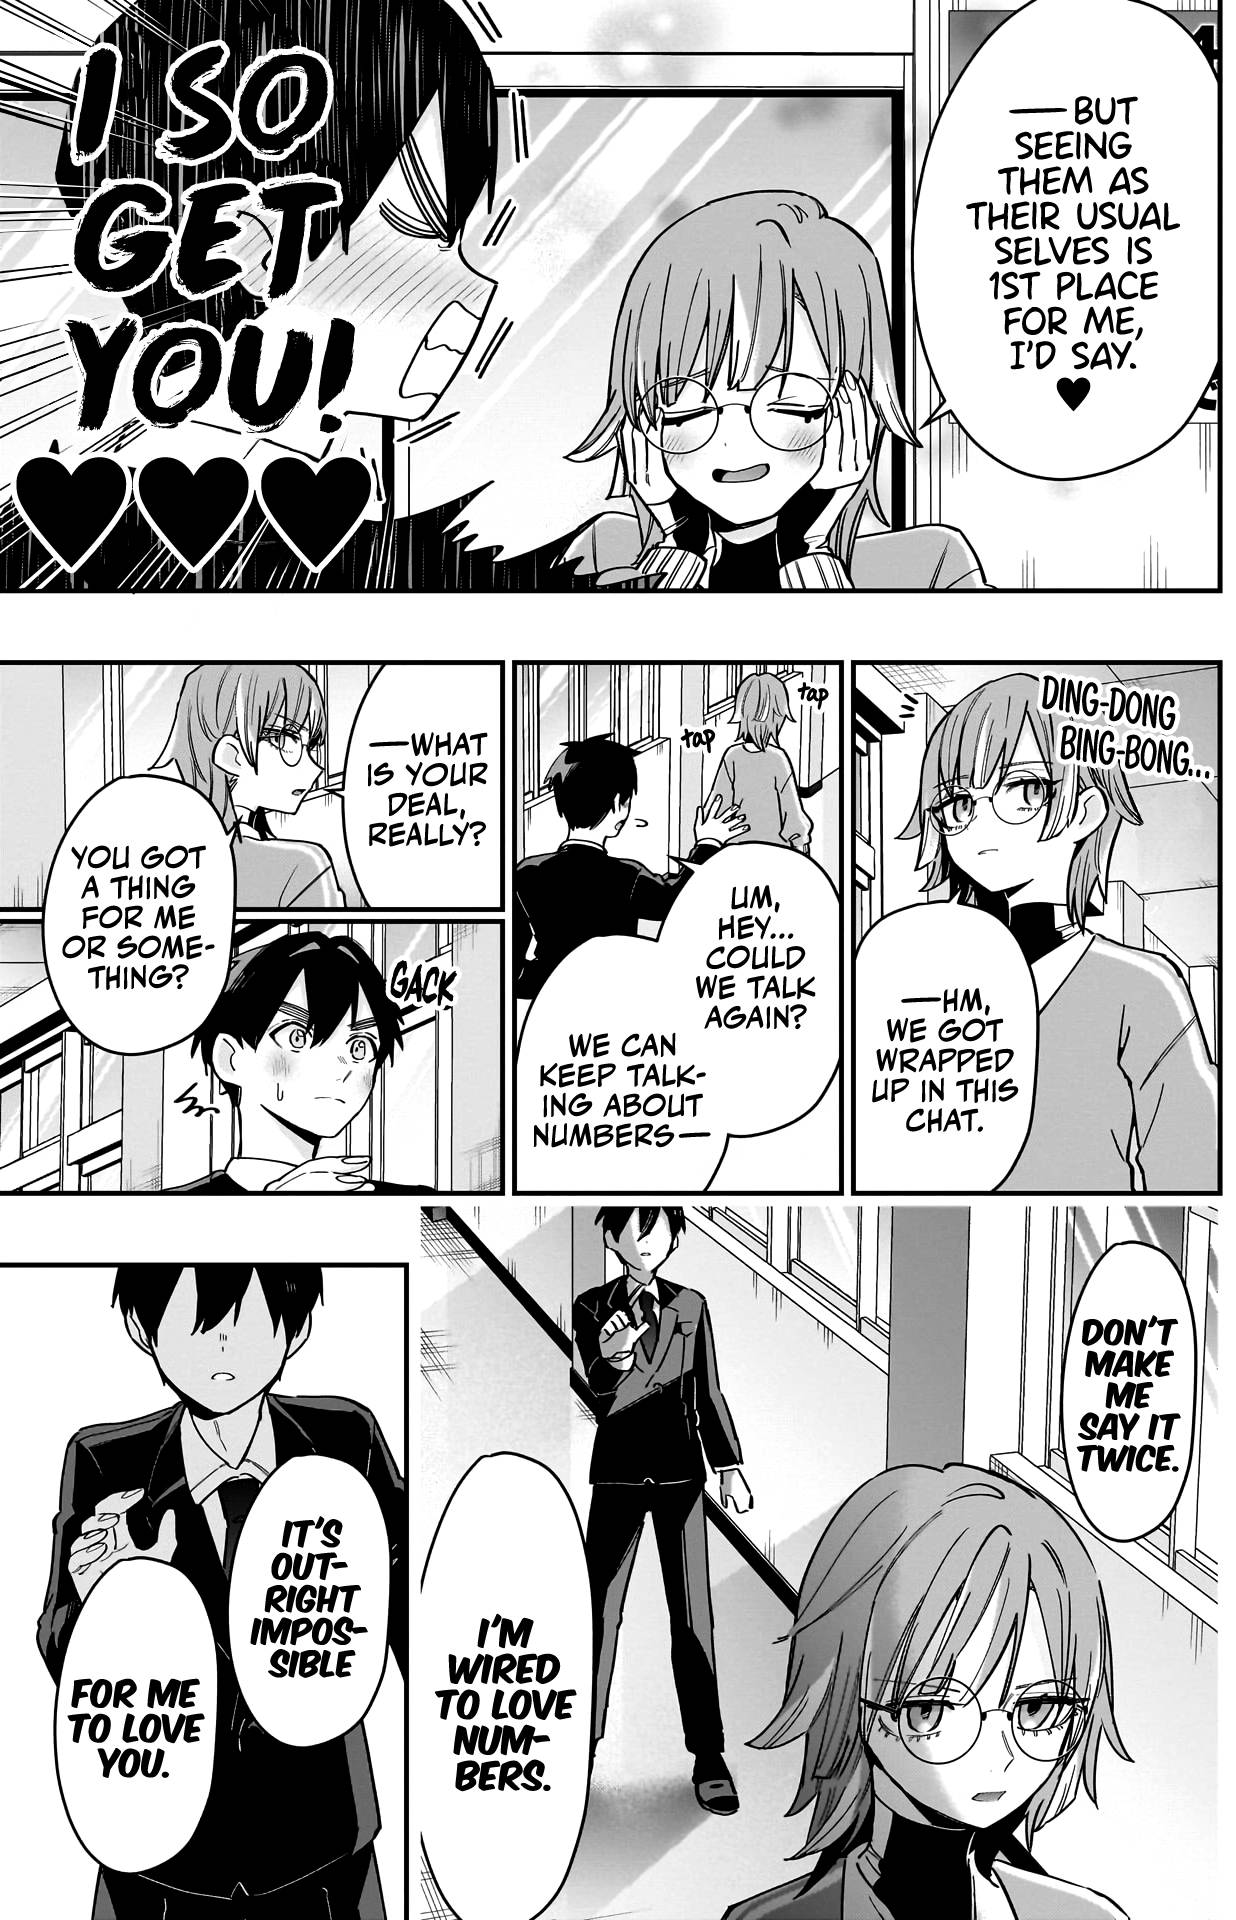 —BUT
SEEING
THEM AS
THEIR USUAL
SELVES IS
1ST PLACE
FOR ME,
I'D SAY.
♥
I SO
GET
YOU!
♥♥♥
DING-DONG
BING-BONG...
—HM,
WE GOT
WRAPPED
UP IN THIS
CHAT.
tap
tap
UM,
HEY...
COULD
WE TALK
AGAIN?
WE CAN
KEEP TALK-
ING ABOUT
NUMBERS—
—WHAT
IS YOUR
DEAL,
REALLY?
YOU GOT
A THING
FOR ME
OR SOME-
THING?
GACK
DON'T
MAKE
ME
SAY IT
TWICE.
I'M
WIRED
TO LOVE
NUM-
BERS.
IT'S
OUT-
RIGHT
IMPOS-
SIBLE
FOR ME
TO LOVE
YOU.